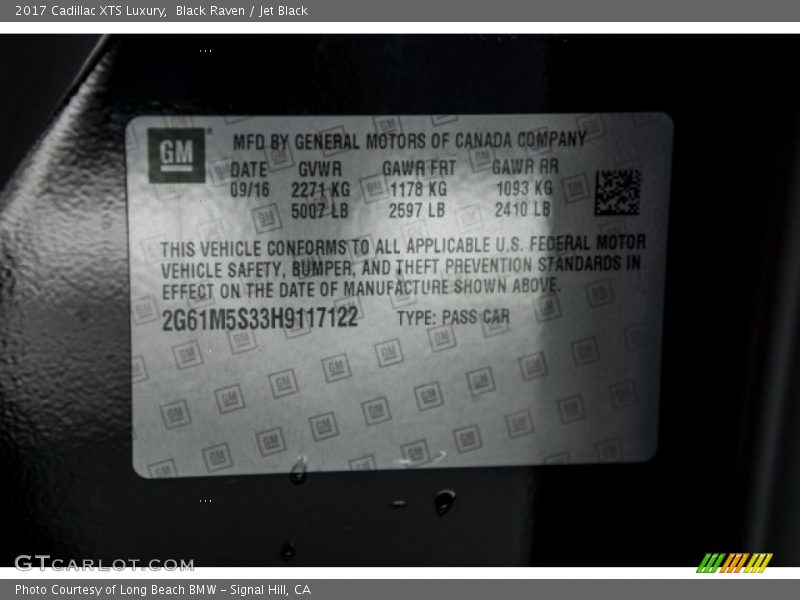 2017 Cadillac XTS Luxury,  Black Raven / Jet Black
GM
MFD BY GENERAL MOTORS OF CANADA COMPANY
DATE GVWR GAWR FRT GAWR RR
09/16 2271 KG 1178 KG 1093 KG
5007 LB 2597 LB 2410 LB
THIS VEHICLE CONFORMS TO ALL APPLICABLE U.S. FEDERAL MOTOR
VEHICLE SAFETY, BUMPER, AND THEFT PREVENTION STANDARDS IN
EFFECT ON THE DATE OF MANUFACTURE SHOWN ABOVE.
2G61M5S33H9117122 TYPE: PASS CAR
GTCARLOT.COM
Photo Courtesy of Long Beach BMW – Signal Hill, CA